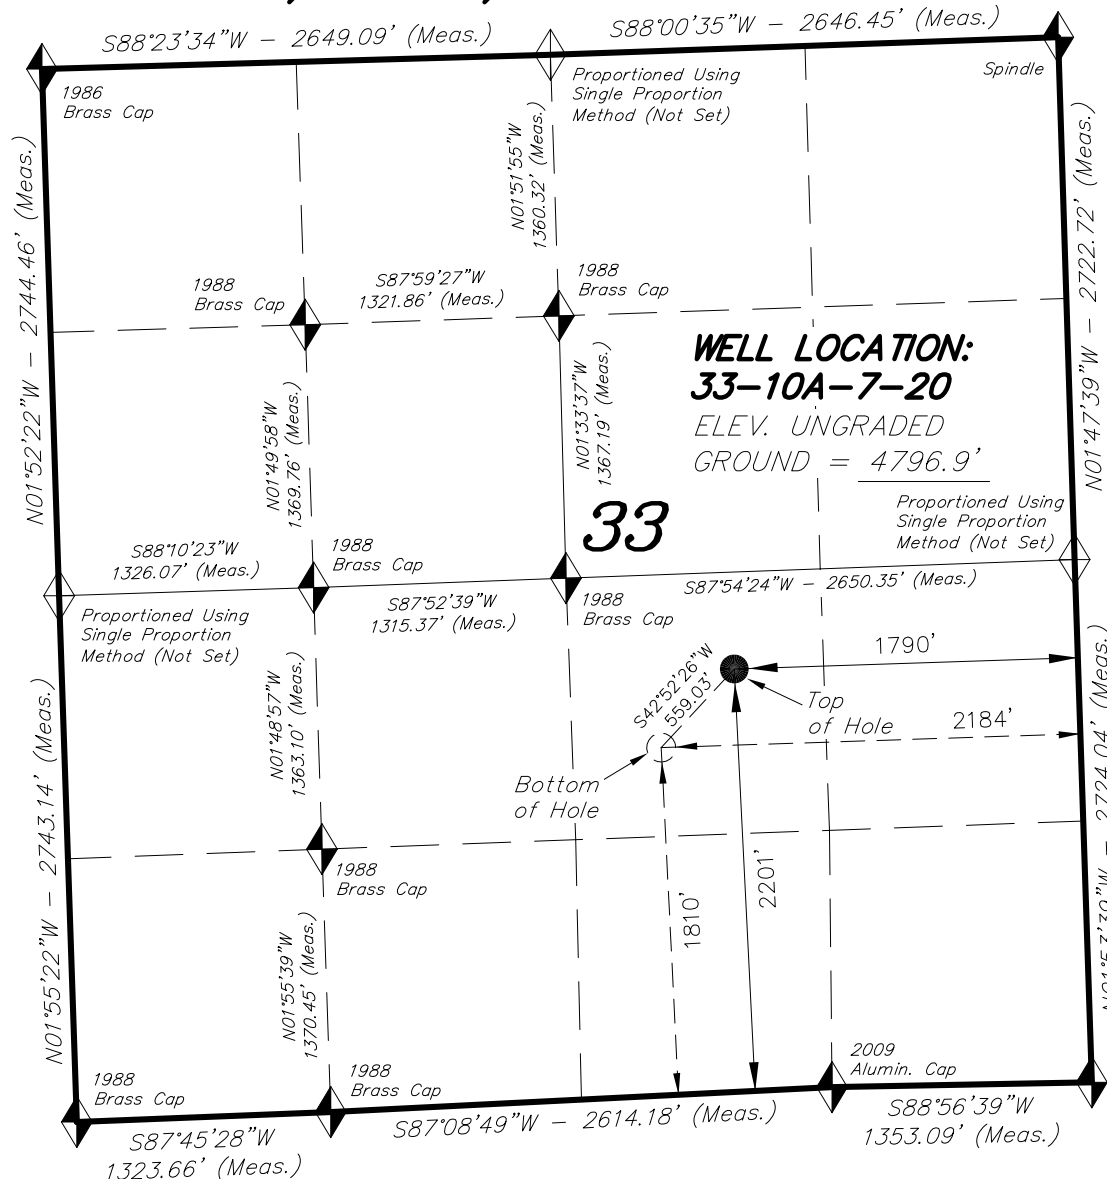 S88°23'34"W - 2649.09' (Meas.)
S88°00'35"W - 2646.45' (Meas.)
1986
Brass Cap
Proportioned Using
Single Proportion
Method (Not Set)
Spindle
N01°52'22"W - 2744.46' (Meas.)
N01°51'55"W
1360.32' (Meas.)
N01°47'39"W - 2722.72' (Meas.)
1988
Brass Cap
S87°59'27"W
1321.86' (Meas.)
1988
Brass Cap
WELL LOCATION:
33-10A-7-20
ELEV. UNGRADED
GROUND = 4796.9'
N01°49'58"W
1369.76' (Meas.)
N01°33'37"W
1367.19' (Meas.)
33
Proportioned Using
Single Proportion
Method (Not Set)
S88°10'23"W
1326.07' (Meas.)
1988
Brass Cap
S87°54'24"W - 2650.35' (Meas.)
S87°52'39"W
1315.37' (Meas.)
1988
Brass Cap
Proportioned Using
Single Proportion
Method (Not Set)
1790'
S42°52'26"W
559.03'
Top
of Hole
2184'
Bottom
of Hole
N01°48'57"W
1363.10' (Meas.)
N01°55'22"W - 2743.14' (Meas.)
N01°53'39"W - 2724.04' (Meas.)
1988
Brass Cap
1810'
2201'
N01°55'39"W
1370.45' (Meas.)
1988
Brass Cap
1988
Brass Cap
2009
Alumin. Cap
S87°45'28"W
1323.66' (Meas.)
S87°08'49"W - 2614.18' (Meas.)
S88°56'39"W
1353.09' (Meas.)